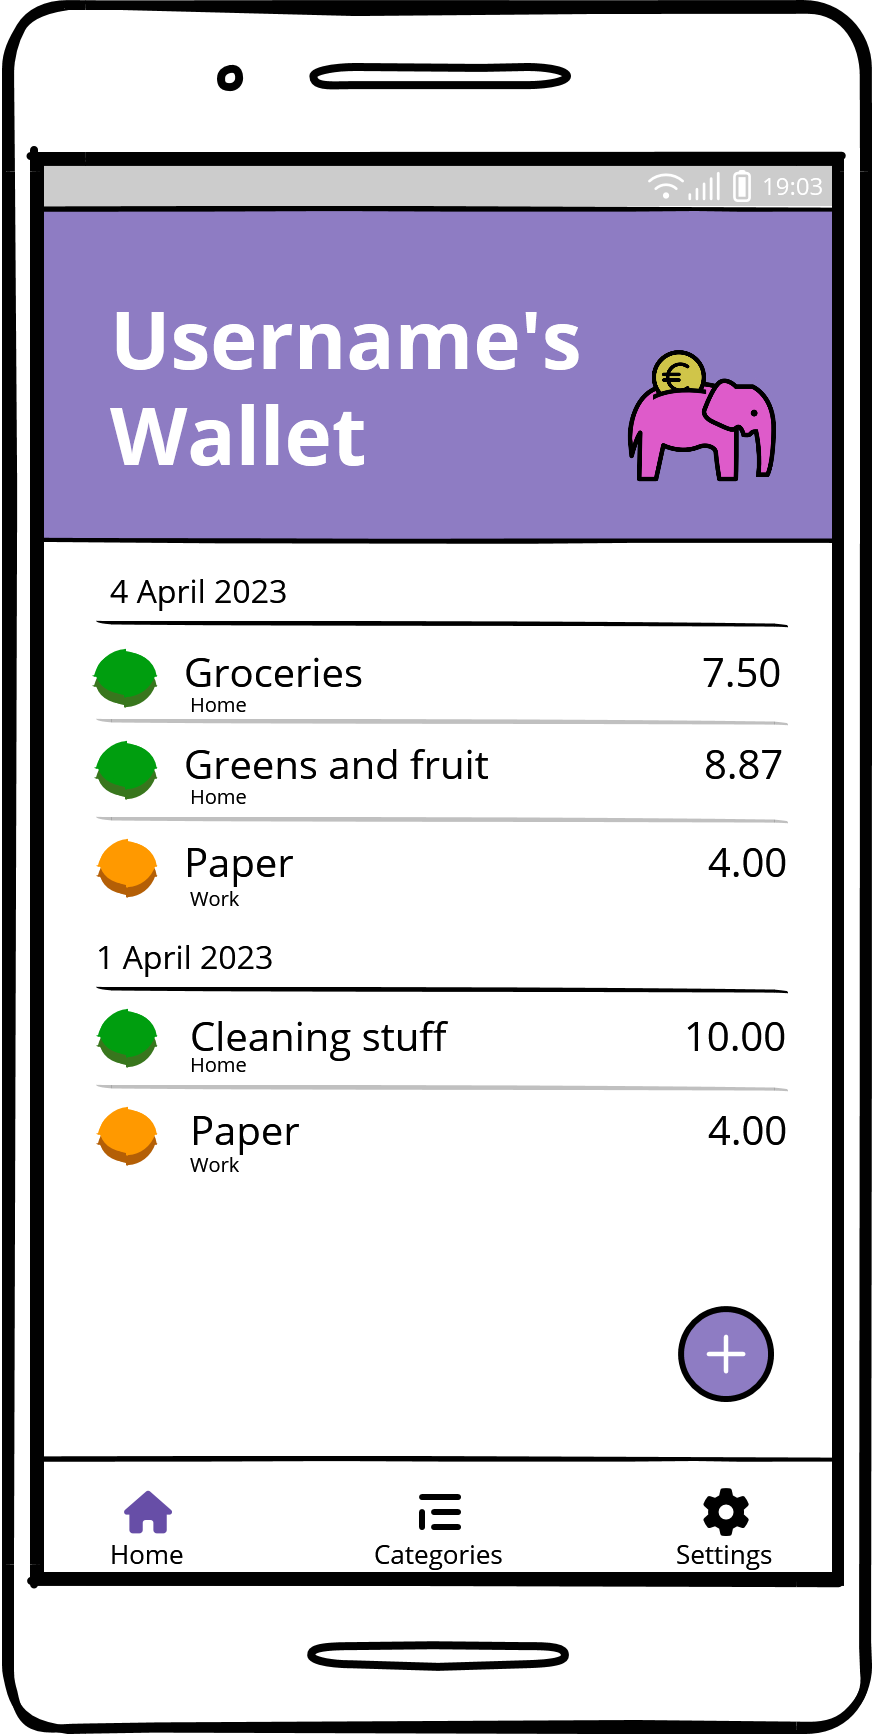 19:03
Username's
Wallet
€
4 April 2023
Groceries 7.50
Home
Greens and fruit 8.87
Home
Paper 4.00
Work
1 April 2023
Cleaning stuff 10.00
Home
Paper 4.00
Work
Home Categories Settings